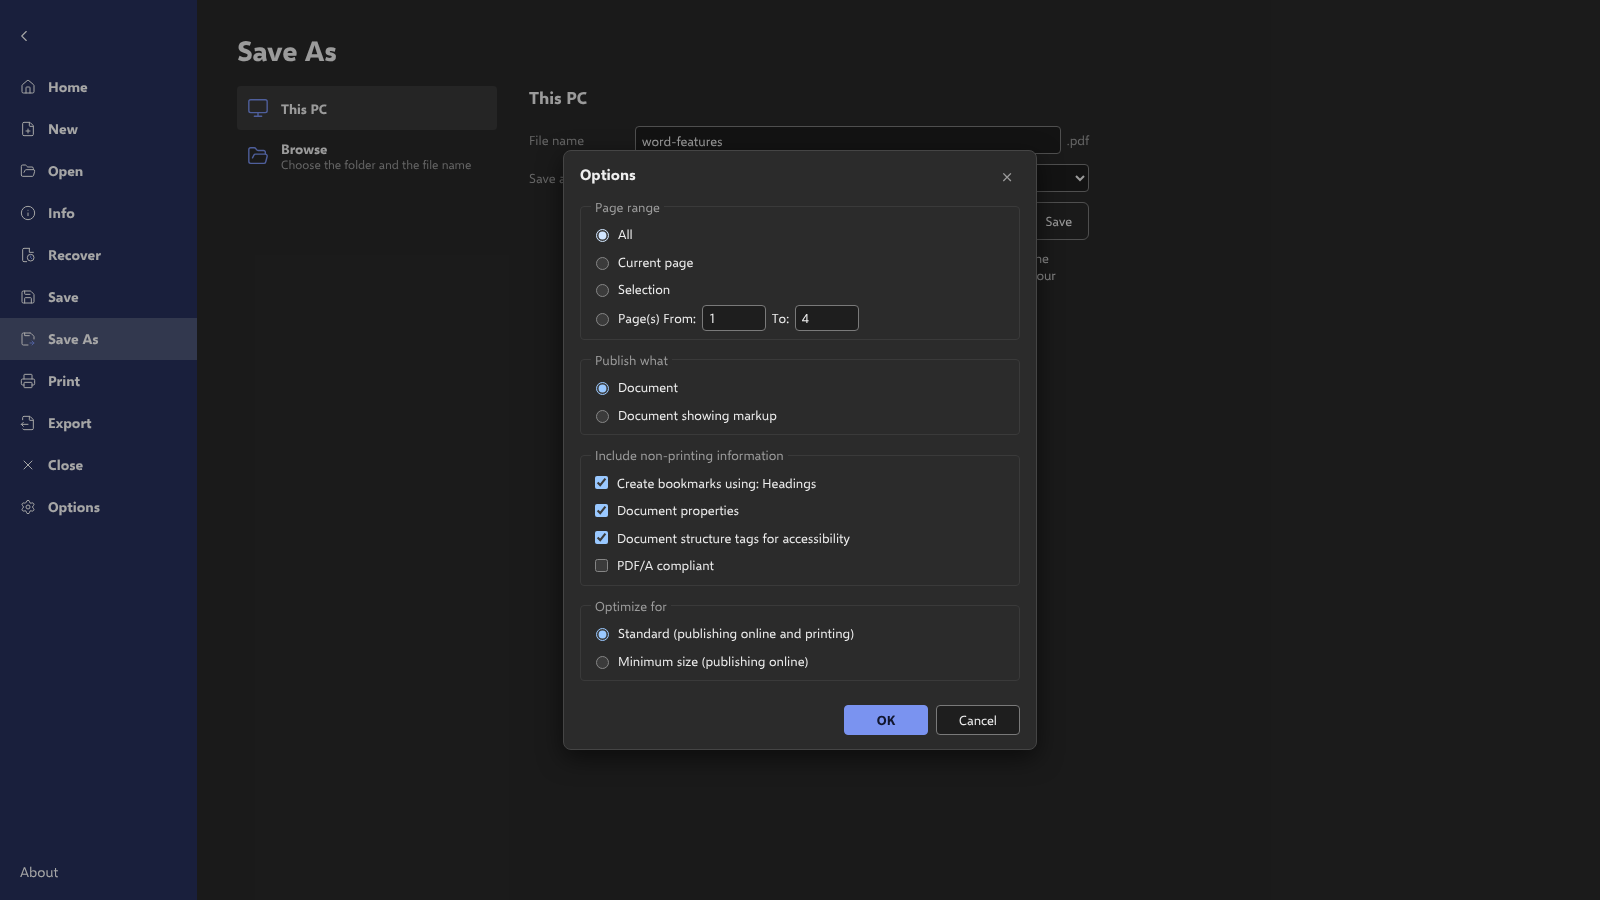 Home
New
Open
Info
Recover
Save
Save As
Print
Export
Close
Options
About
Save As
This PC
Browse
Choose the folder and the file name
This PC
File name
word-features
.pdf
Save
Save
Options
Page range
All
Current page
Selection
Page(s) From: 1 To: 4
Publish what
Document
Document showing markup
Include non-printing information
Create bookmarks using: Headings
Document properties
Document structure tags for accessibility
PDF/A compliant
Optimize for
Standard (publishing online and printing)
Minimum size (publishing online)
OK
Cancel